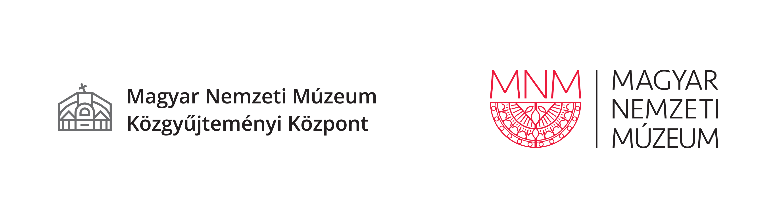 Magyar Nemzeti Múzeum
Közgyűjteményi Központ
MNM
MAGYAR
NEMZETI
MÚZEUM